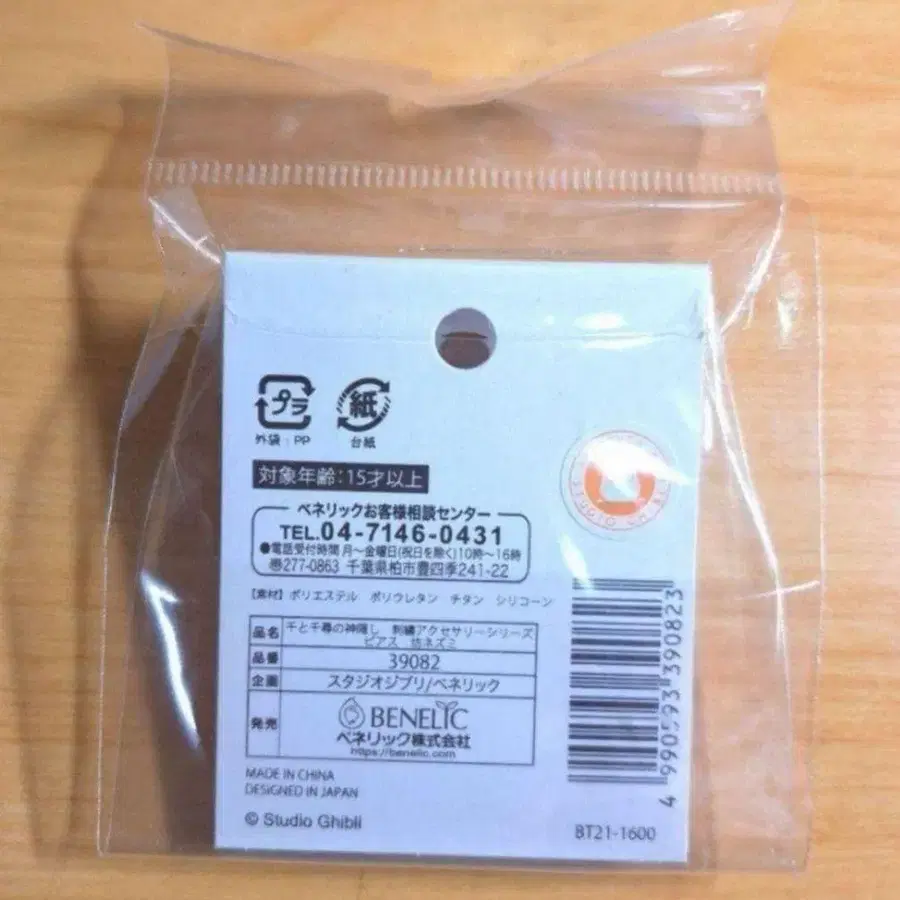 プラ
外袋:PP
紙
台紙
対象年齢:15才以上
ベネリックお客様相談センター
TEL.04-7146-0431
●電話受付時間 月〜金曜日(祝日を除く)10時〜16時
〠277-0863 千葉県柏市豊四季241-22
【素材】 ポリエステル ポリウレタン チタン シリコーン
品名 千と千尋の神隠し 刺繍アクセサリーシリーズ
ピアス 坊ネズミ
品番 39082
企画 スタジオジブリ/ベネリック
発売 BENELIC
ベネリック株式会社
https://benelic.com
MADE IN CHINA
DESIGNED IN JAPAN
© Studio Ghibli
STUDIO GHIBLI
4 990593 390823
BT21-1600